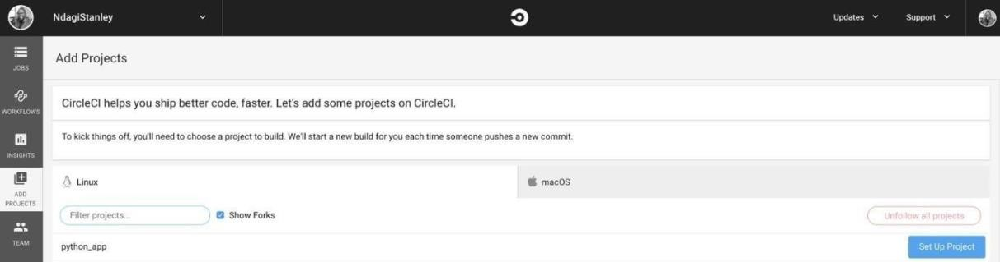 NdagiStanley
Updates
Support
JOBS
WORKFLOWS
INSIGHTS
ADD
PROJECTS
TEAM
Add Projects
CircleCI helps you ship better code, faster. Let's add some projects on CircleCI.
To kick things off, you'll need to choose a project to build. We'll start a new build for you each time someone pushes a new commit.
Linux
macOS
Filter projects...
Show Forks
Unfollow all projects
python_app
Set Up Project